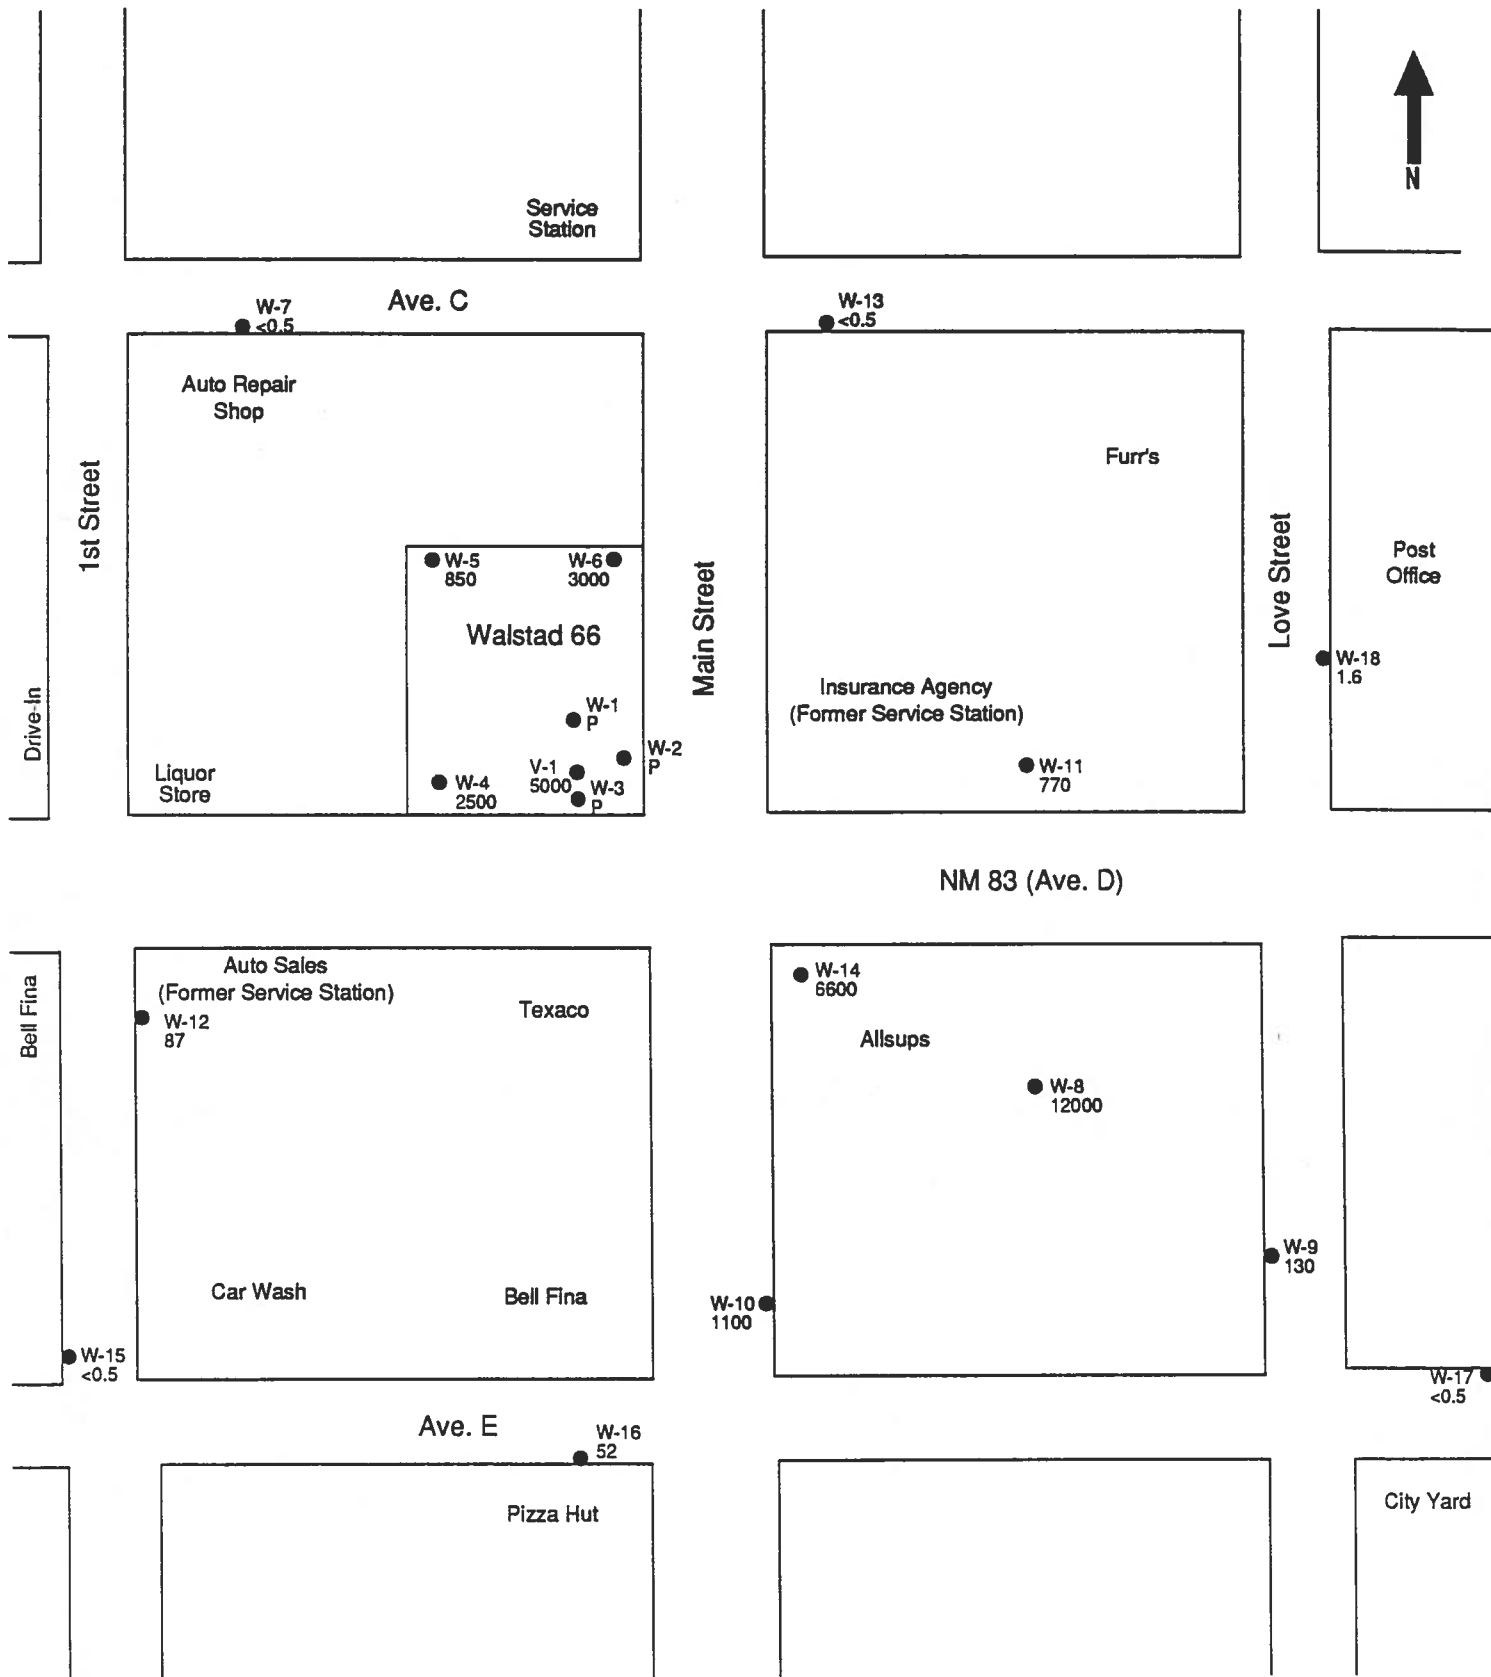 N
Service
Station
Ave. C
W-7
<0.5
W-13
<0.5
Auto Repair
Shop
Furr's
1st Street
Main Street
Love Street
W-5
850
W-6
3000
Post
Office
Walstad 66
W-18
1.6
Insurance Agency
(Former Service Station)
Drive-In
W-1
P
W-2
P
V-1
5000
W-3
P
W-4
2500
Liquor
Store
W-11
770
NM 83 (Ave. D)
Bell Fina
Auto Sales
(Former Service Station)
Texaco
W-12
87
W-14
6600
Allsups
W-8
12000
W-9
130
Car Wash
Bell Fina
W-10
1100
W-15
<0.5
W-17
<0.5
Ave. E
W-16
52
Pizza Hut
City Yard